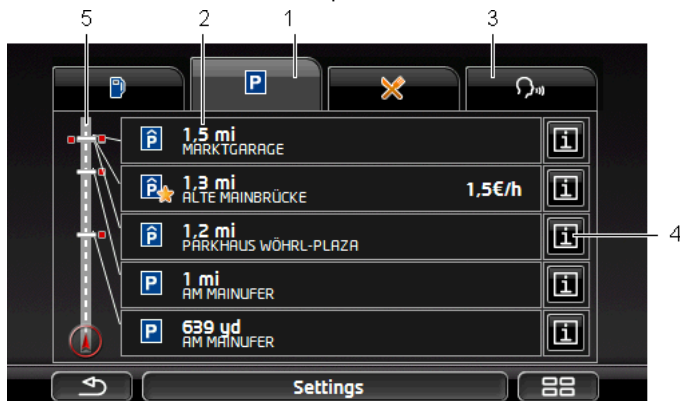 5 2 1 3
P
1,5 mi
MARKTGARAGE
1,3 mi
ALTE MAINBRÜCKE 1,5€/h
1,2 mi
PARKHAUS WÖHRL-PLAZA
4
1 mi
AM MAINUFER
639 yd
AM MAINUFER
Settings